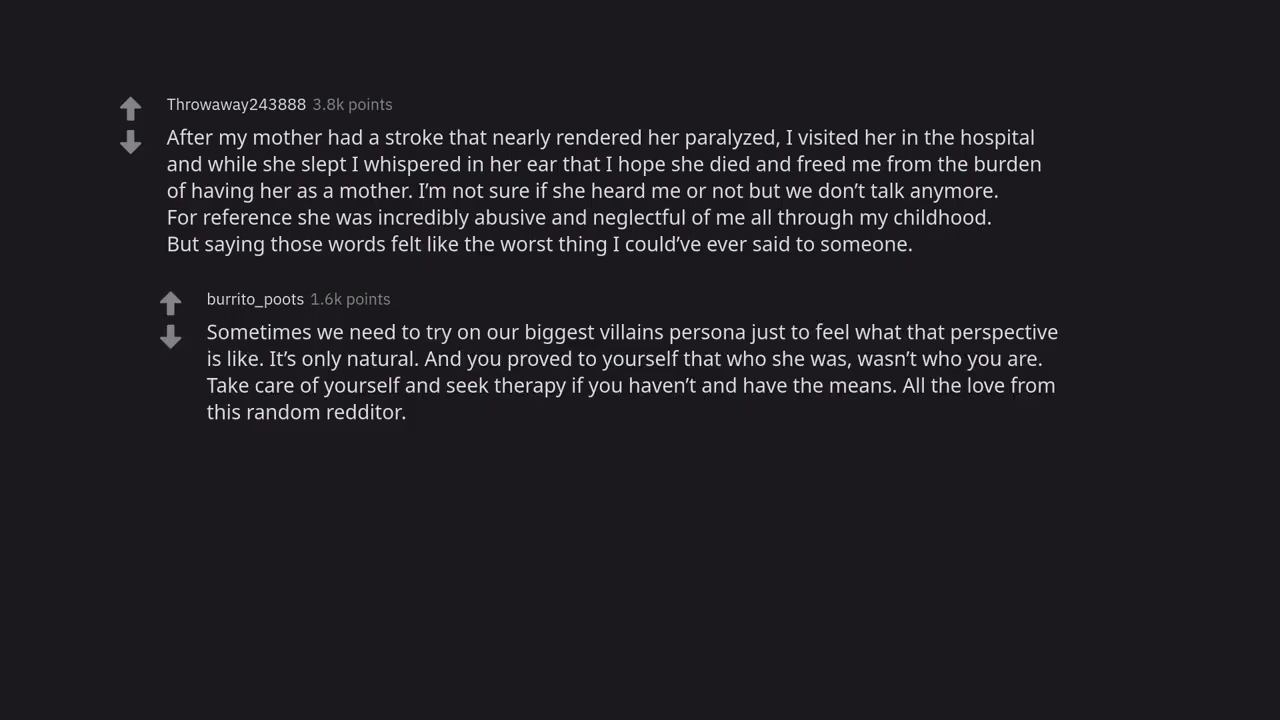 Throwaway243888 3.8k points
After my mother had a stroke that nearly rendered her paralyzed, I visited her in the hospital
and while she slept I whispered in her ear that I hope she died and freed me from the burden
of having her as a mother. I’m not sure if she heard me or not but we don’t talk anymore.
For reference she was incredibly abusive and neglectful of me all through my childhood.
But saying those words felt like the worst thing I could’ve ever said to someone.
burrito_poots 1.6k points
Sometimes we need to try on our biggest villains persona just to feel what that perspective
is like. It’s only natural. And you proved to yourself that who she was, wasn’t who you are.
Take care of yourself and seek therapy if you haven’t and have the means. All the love from
this random redditor.